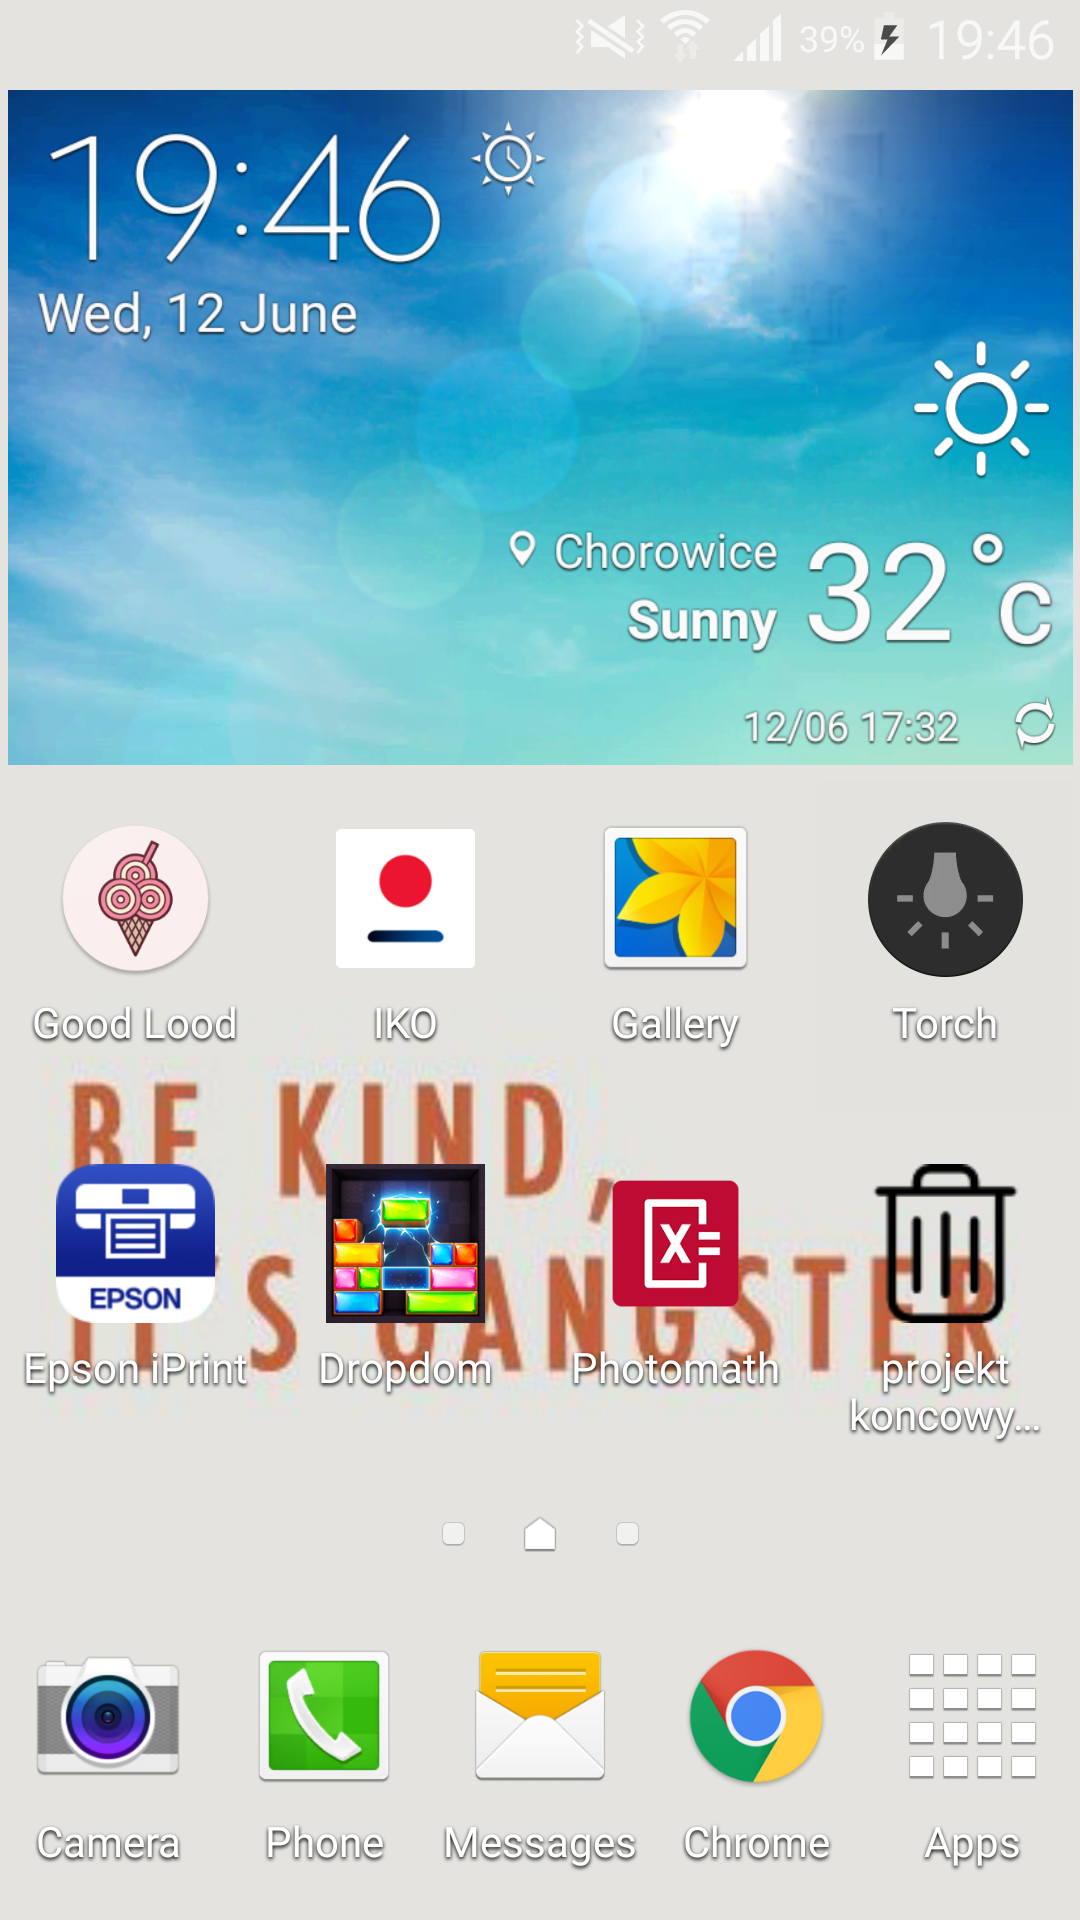 39% 19:46
19:46
Wed, 12 June
Chorowice
Sunny
32°C
12/06 17:32
Good Lood
IKO
Gallery
Torch
BE KIND,
IT'S GANGSTER
EPSON
X=
Epson iPrint
Dropdom
Photomath
projekt
koncowy...
Camera
Phone
Messages
Chrome
Apps